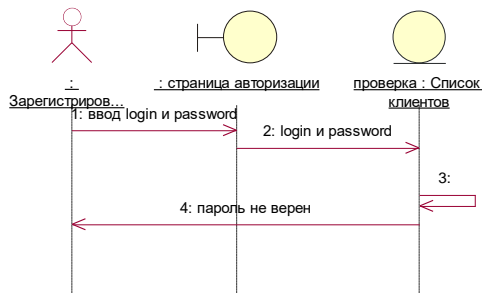 :
Зарегистриров...
: страница авторизации
проверка : Список
клиентов
1: ввод login и password
2: login и password
3:
4: пароль не верен